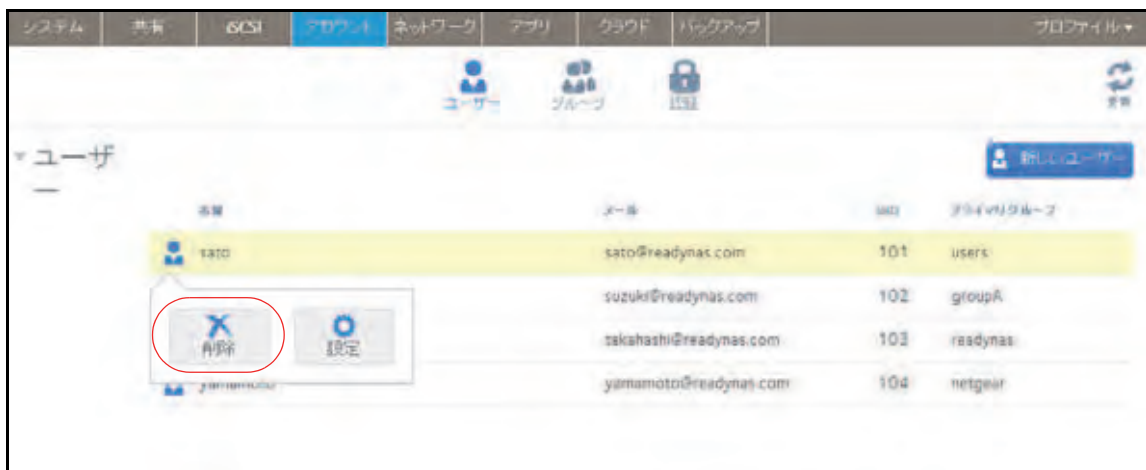 システム 共有 iSCSI アカウント ネットワーク アプリ クラウド バックアップ プロファイル
ユーザー グループ 認証 更新
ユーザー
新しいユーザー
名前 メール UID プライマリグループ
sato sato@readynas.com 101 users
suzuki@readynas.com 102 groupA
takahashi@readynas.com 103 readynas
yamamoto yamamoto@readynas.com 104 netgear
削除 設定